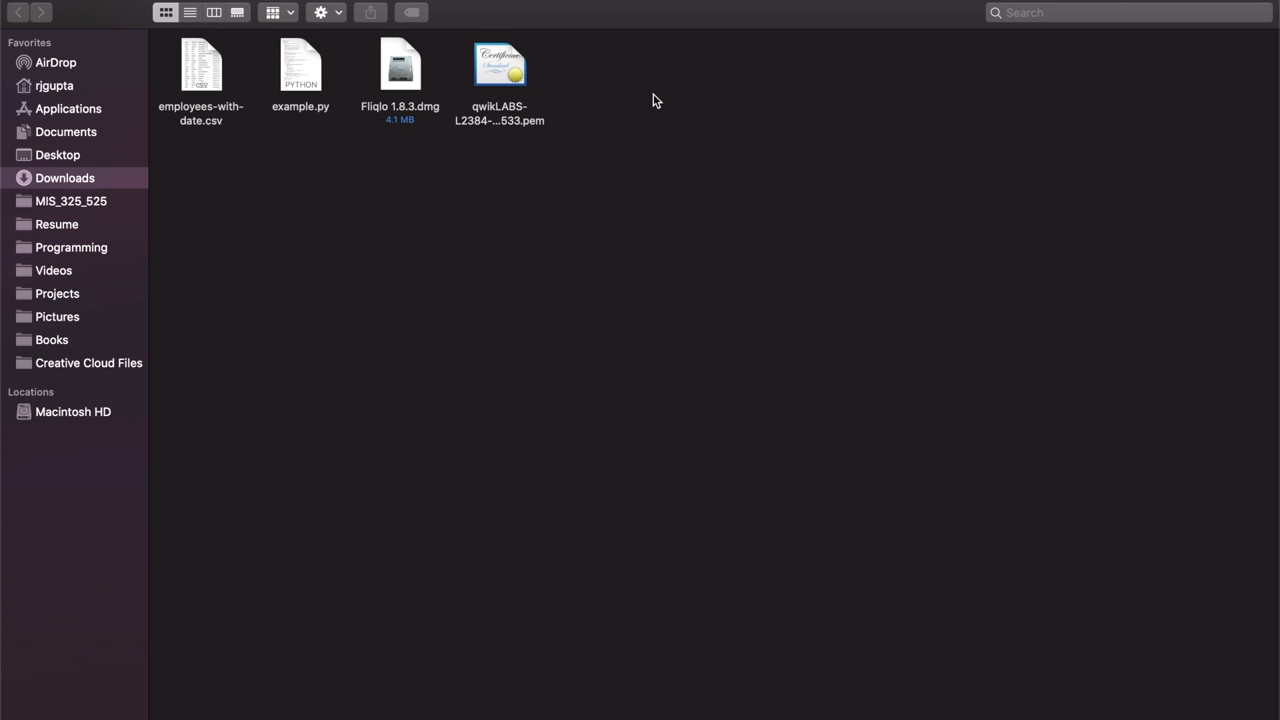 Search
Favorites
AirDrop
jgupta
Applications
Documents
Desktop
Downloads
MIS_325_525
Resume
Programming
Videos
Projects
Pictures
Books
Creative Cloud Files
Locations
Macintosh HD
employees-with-
date.csv
PYTHON
example.py
Fliqlo 1.8.3.dmg
4.1 MB
Certificate
Standard
qwikLABS-
L2384-...533.pem